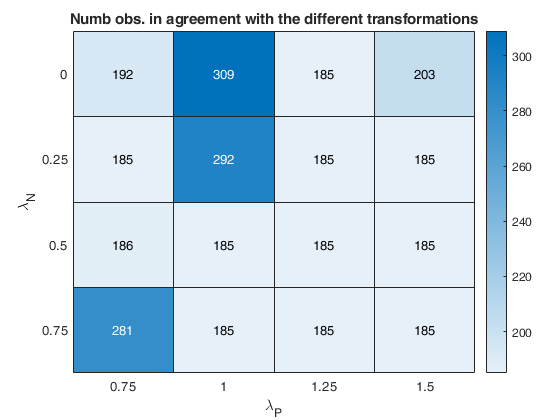 Numb obs. in agreement with the different transformations
0 192 309 185 203
0.25 185 292 185 185
0.5 186 185 185 185
0.75 281 185 185 185
0.75 1 1.25 1.5
λP
λN
300
280
260
240
220
200